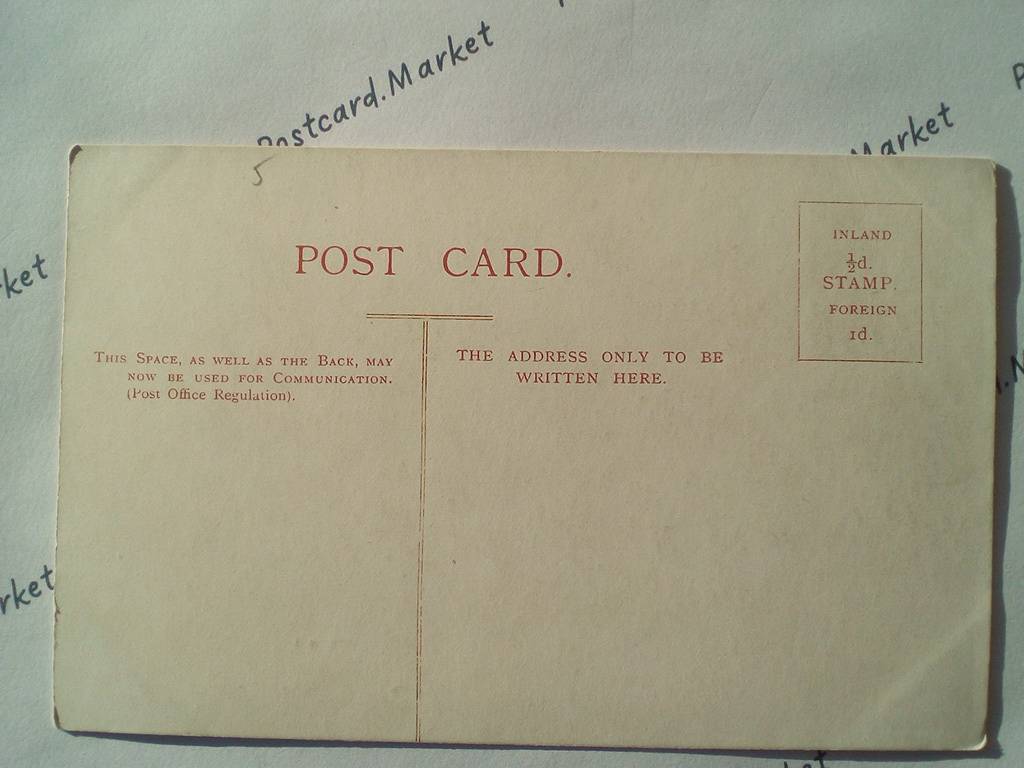 Postcard.Market
Market
5
POST CARD.
INLAND
½d.
STAMP.
FOREIGN
1d.
THIS SPACE, AS WELL AS THE BACK, MAY
NOW BE USED FOR COMMUNICATION.
(Post Office Regulation).
THE ADDRESS ONLY TO BE
WRITTEN HERE.
ket
rket